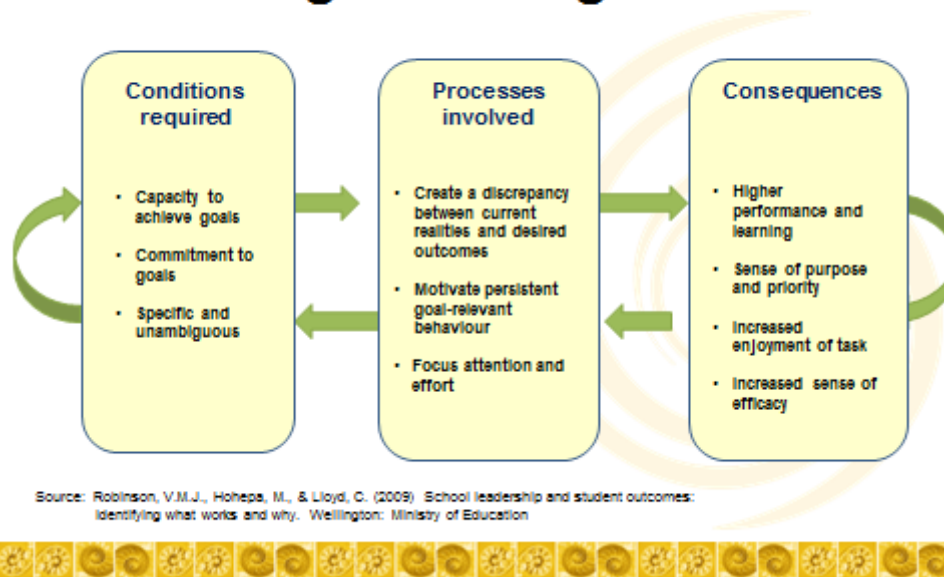 Conditions
required
• Capacity to
achieve goals
• Commitment to
goals
• Specific and
unambiguous
Processes
involved
• Create a discrepancy
between current
realities and desired
outcomes
• Motivate persistent
goal-relevant
behaviour
• Focus attention and
effort
Consequences
• Higher
performance and
learning
• Sense of purpose
and priority
• Increased
enjoyment of task
• Increased sense of
efficacy
Source: Robinson, V.M.J., Hohepa, M., & Lloyd, C. (2009) School leadership and student outcomes:
Identifying what works and why. Wellington: Ministry of Education